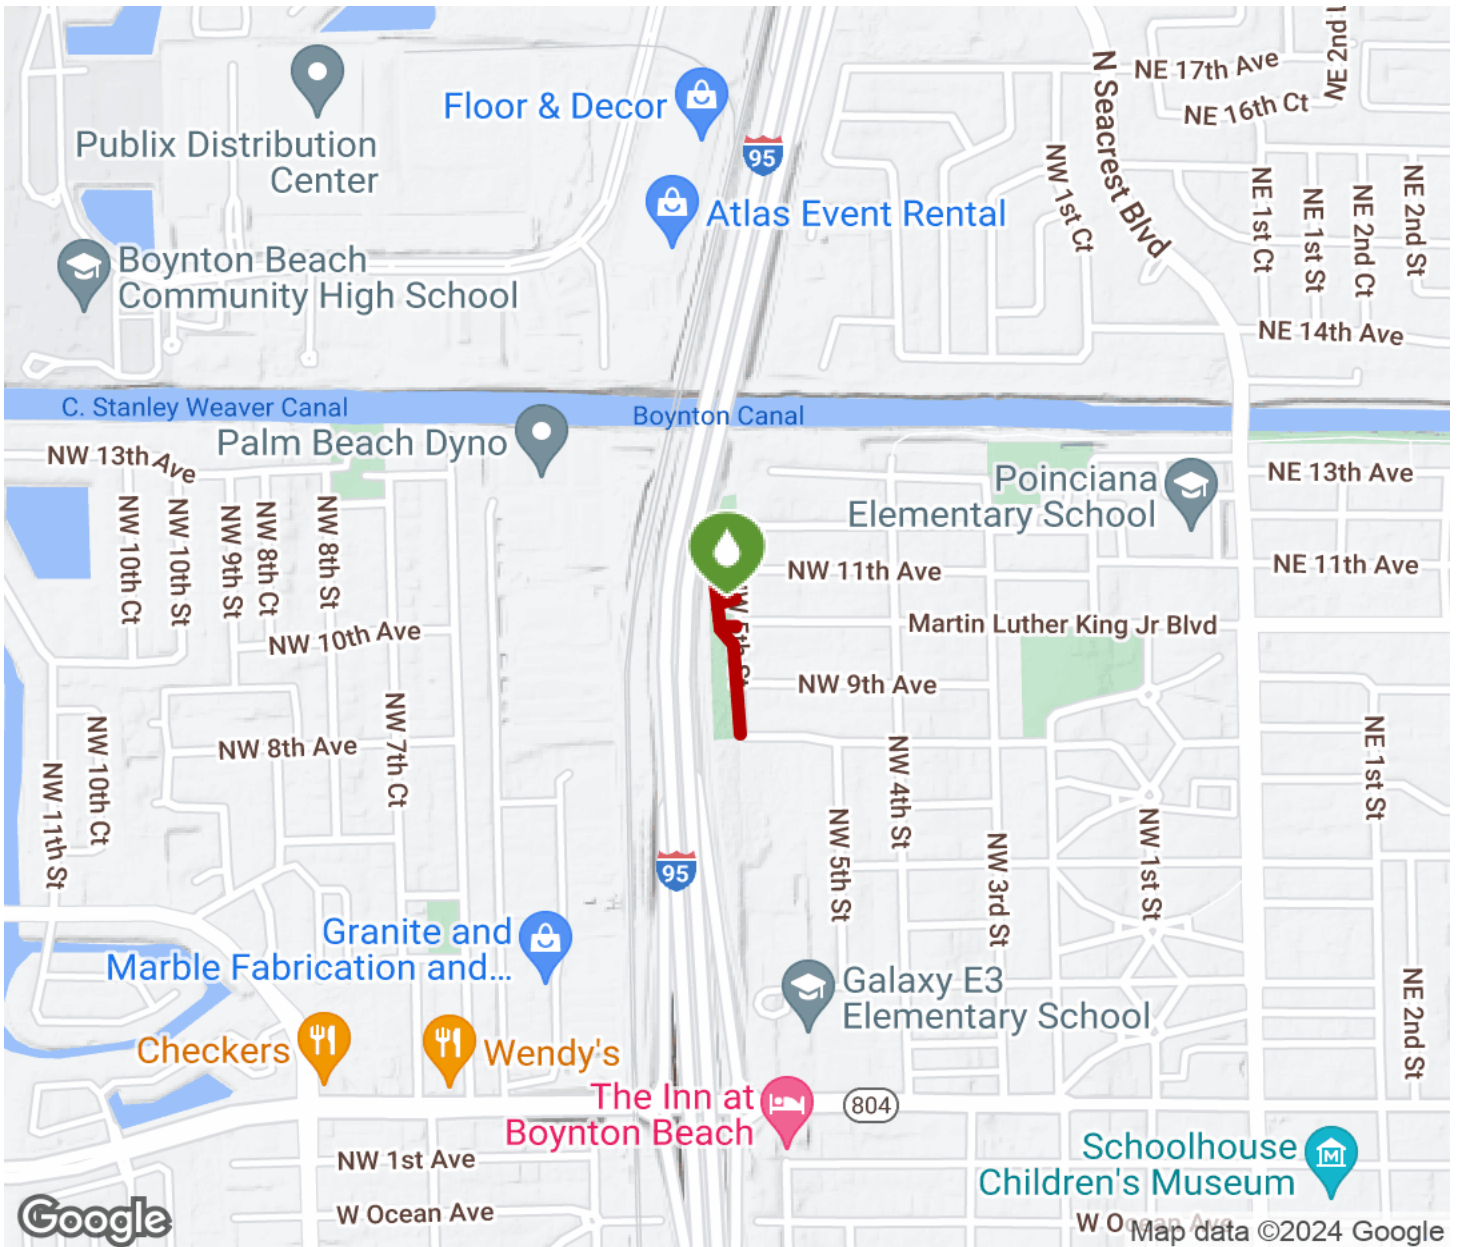 NE 17th Ave
NE 2nd
NE 16th Ct
N Seacrest Blvd
Floor & Decor
95
Publix Distribution
Center
Atlas Event Rental
NW 1st Ct
NE 1st Ct
NE 1st St
NE 2nd Ct
NE 2nd St
Boynton Beach
Community High School
NE 14th Ave
C. Stanley Weaver Canal
Boynton Canal
Palm Beach Dyno
NW 13th Ave
Poinciana
Elementary School
NE 13th Ave
NW 10th Ct
NW 10th St
NW 9th St
NW 8th Ct
NW 8th St
NW 11th Ave
NE 11th Ave
NW 5th St
Martin Luther King Jr Blvd
NW 10th Ave
NW 9th Ave
NW 8th Ave
NW 7th Ct
NW 10th Ct
NW 11th St
NW 4th St
NE 1st St
NW 5th St
NW 3rd St
NW 1st St
95
Granite and
Marble Fabrication and...
Galaxy E3
Elementary School
NE 2nd St
Checkers
Wendy's
The Inn at
Boynton Beach
804
Schoolhouse
Children's Museum
NW 1st Ave
W Ocean Ave
W Ocean Ave
Google
Map data ©2024 Google